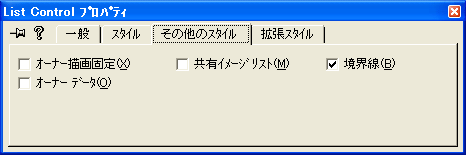 List Control ﾌﾟﾛﾊﾟﾃｨ
一般 ｽﾀｲﾙ その他のｽﾀｲﾙ 拡張ｽﾀｲﾙ
オーナー描画固定(X) 共有ｲﾒｰｼﾞ ﾘｽﾄ(M) 境界線(B)
オーナー ﾃﾞｰﾀ(O)